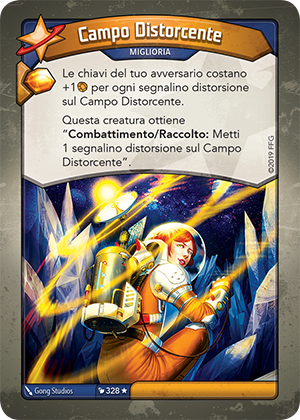 Campo Distorcente
MIGLIORIA
Le chiavi del tuo avversario costano
+1 per ogni segnalino distorsione
sul Campo Distorcente.
Questa creatura ottiene
“Combattimento/Raccolto: Metti
1 segnalino distorsione sul Campo
Distorcente”.
©2019 FFG
Gong Studios
328